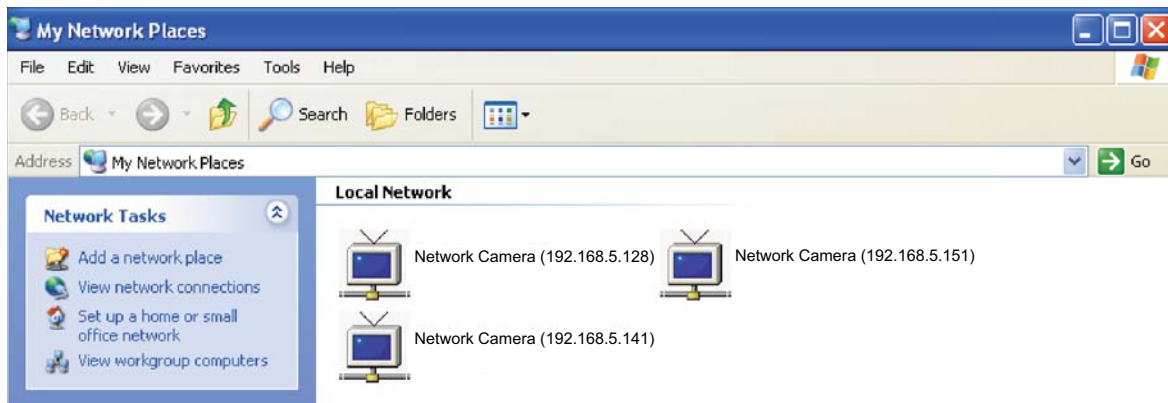 My Network Places
File Edit View Favorites Tools Help
Back Search Folders
Address My Network Places Go
Network Tasks
Add a network place
View network connections
Set up a home or small
office network
View workgroup computers
Local Network
Network Camera (192.168.5.128) Network Camera (192.168.5.151)
Network Camera (192.168.5.141)